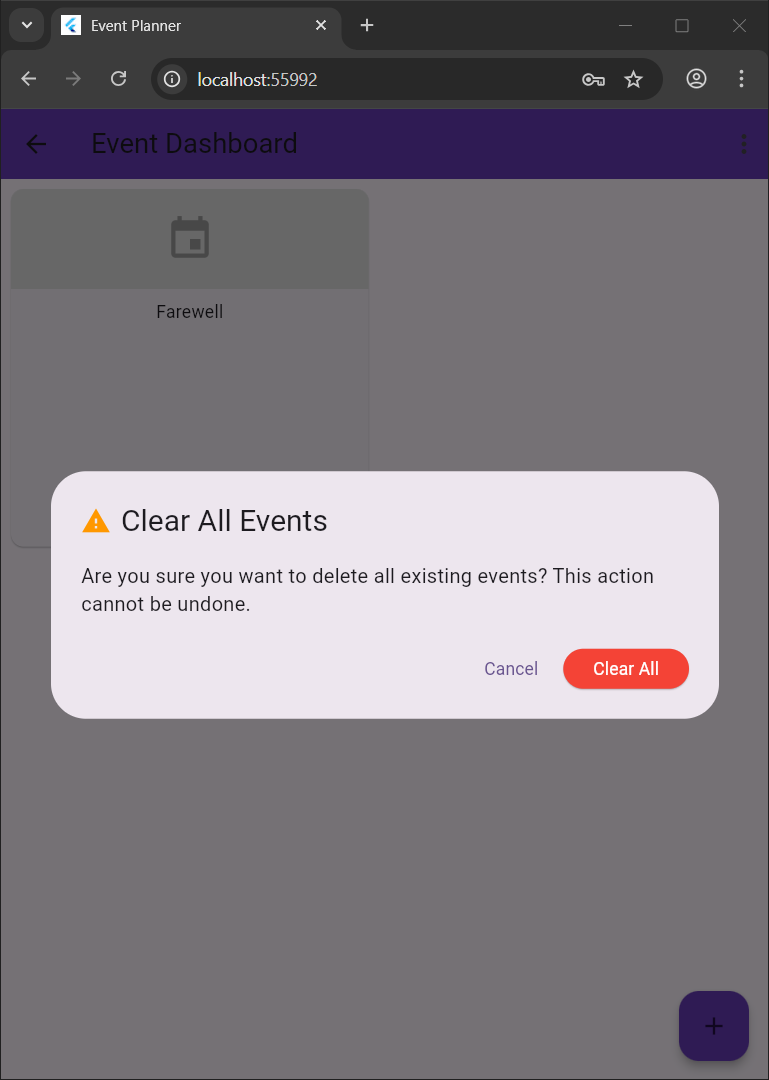 Event Planner
localhost:55992
Event Dashboard
Farewell
Clear All Events
Are you sure you want to delete all existing events? This action
cannot be undone.
Cancel
Clear All